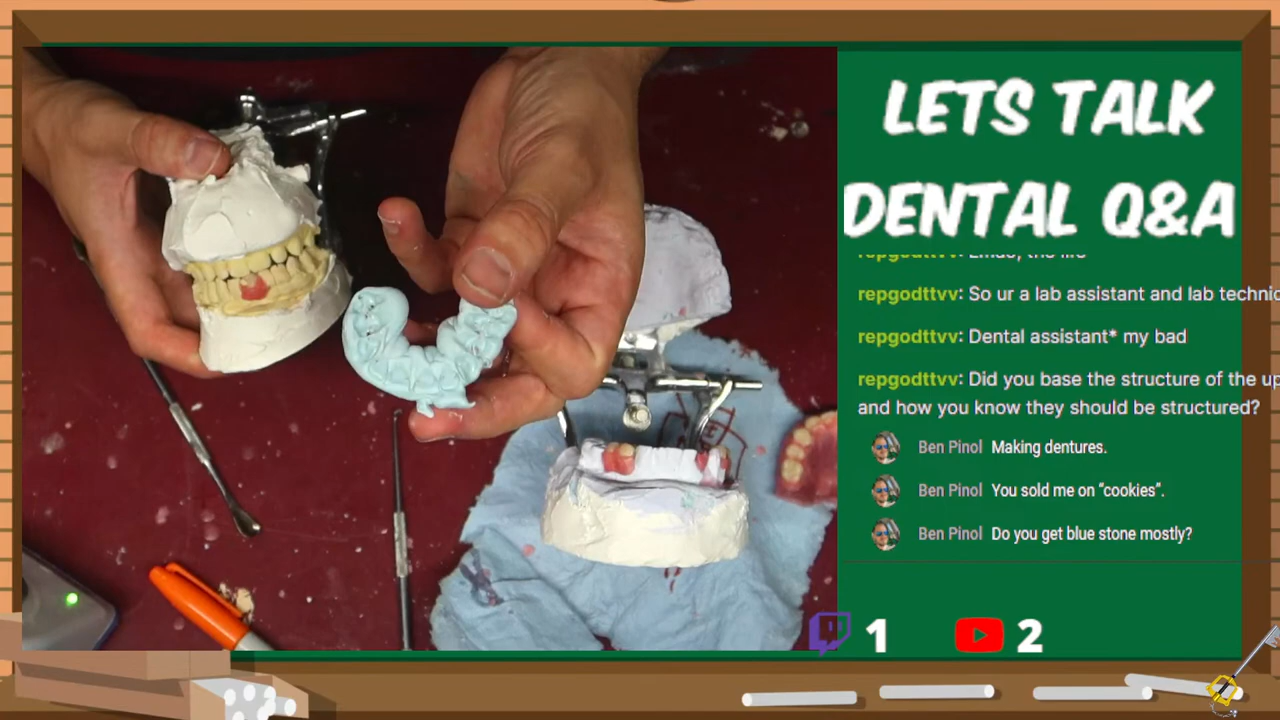 LETS TALK
DENTAL Q&A
repgodttvv: So ur a lab assistant and lab technic
repgodttvv: Dental assistant* my bad
repgodttvv: Did you base the structure of the up
and how you know they should be structured?
Ben Pinol Making dentures.
Ben Pinol You sold me on “cookies”.
Ben Pinol Do you get blue stone mostly?
1 2